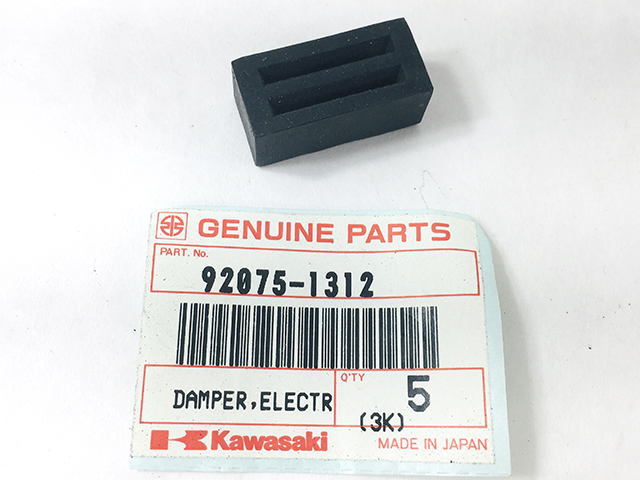 GENUINE PARTS
PART. No.
92075-1312
DAMPER,ELECTR
Q'TY
5
(3K)
Kawasaki
MADE IN JAPAN